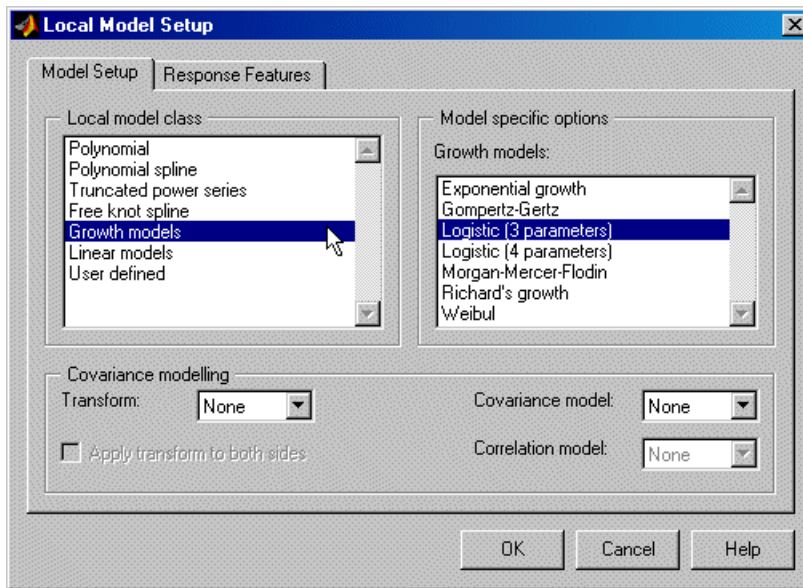 Local Model Setup
Model Setup
Response Features
Local model class
Polynomial
Polynomial spline
Truncated power series
Free knot spline
Growth models
Linear models
User defined
Model specific options
Growth models:
Exponential growth
Gompertz-Gertz
Logistic (3 parameters)
Logistic (4 parameters)
Morgan-Mercer-Flodin
Richard's growth
Weibul
Covariance modelling
Transform:
None
Covariance model:
None
Apply transform to both sides
Correlation model:
None
OK
Cancel
Help